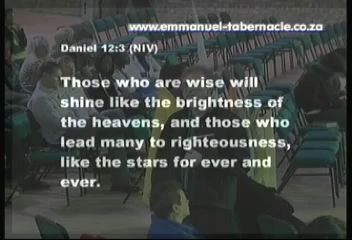 www.emmanuel-tabernacle.co.za
Daniel 12:3 (NIV)
Those who are wise will
shine like the brightness of
the heavens, and those who
lead many to righteousness,
like the stars for ever and
ever.